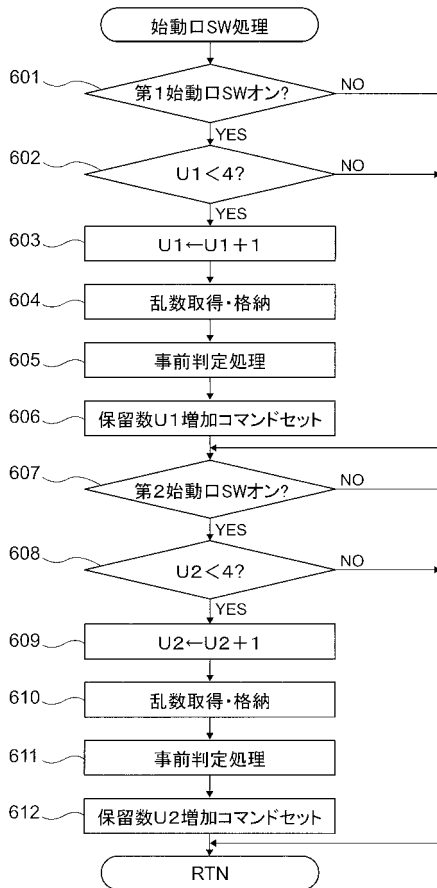 始動口SW処理
601
第1始動口SWオン?
NO
YES
602
U1<4?
NO
YES
603
U1←U1+1
604
乱数取得・格納
605
事前判定処理
606
保留数U1増加コマンドセット
607
第2始動口SWオン?
NO
YES
608
U2<4?
NO
YES
609
U2←U2+1
610
乱数取得・格納
611
事前判定処理
612
保留数U2増加コマンドセット
RTN